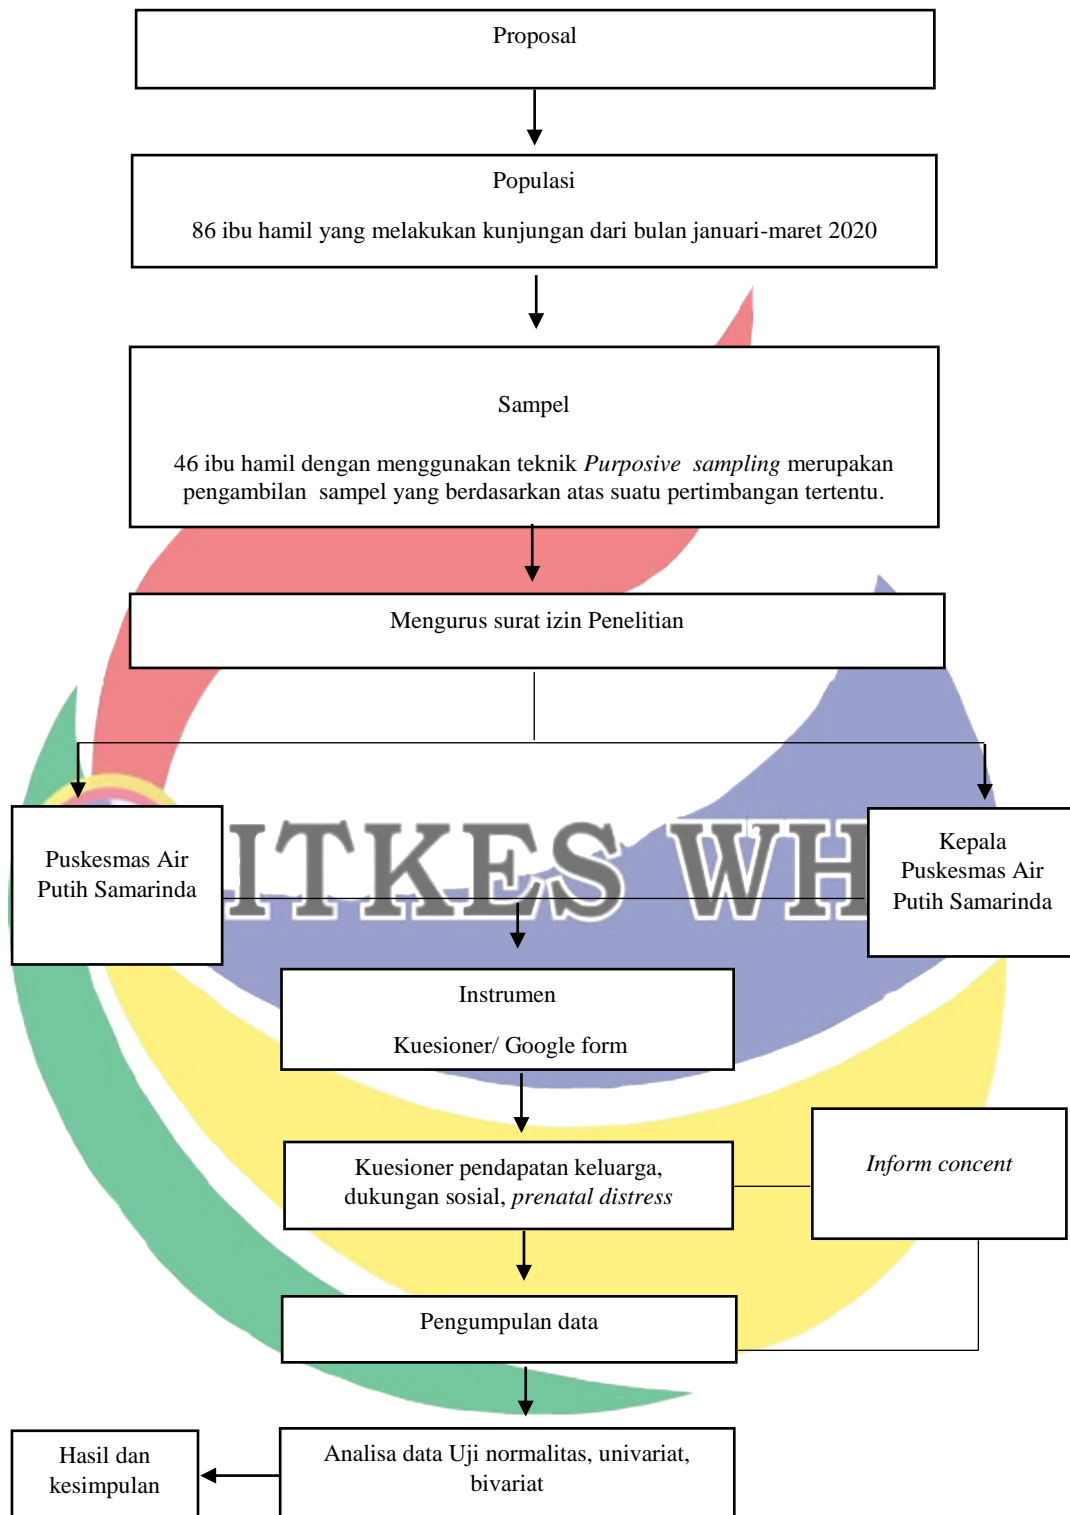 Proposal
Populasi
86 ibu hamil yang melakukan kunjungan dari bulan januari-maret 2020
Sampel
46 ibu hamil dengan menggunakan teknik Purposive sampling merupakan
pengambilan sampel yang berdasarkan atas suatu pertimbangan tertentu.
Mengurus surat izin Penelitian
Puskesmas Air
Putih Samarinda
ITKES WH
Kepala
Puskesmas Air
Putih Samarinda
Instrumen
Kuesioner/ Google form
Kuesioner pendapatan keluarga,
dukungan sosial, prenatal distress
Inform concent
Pengumpulan data
Hasil dan
kesimpulan
Analisa data Uji normalitas, univariat,
bivariat